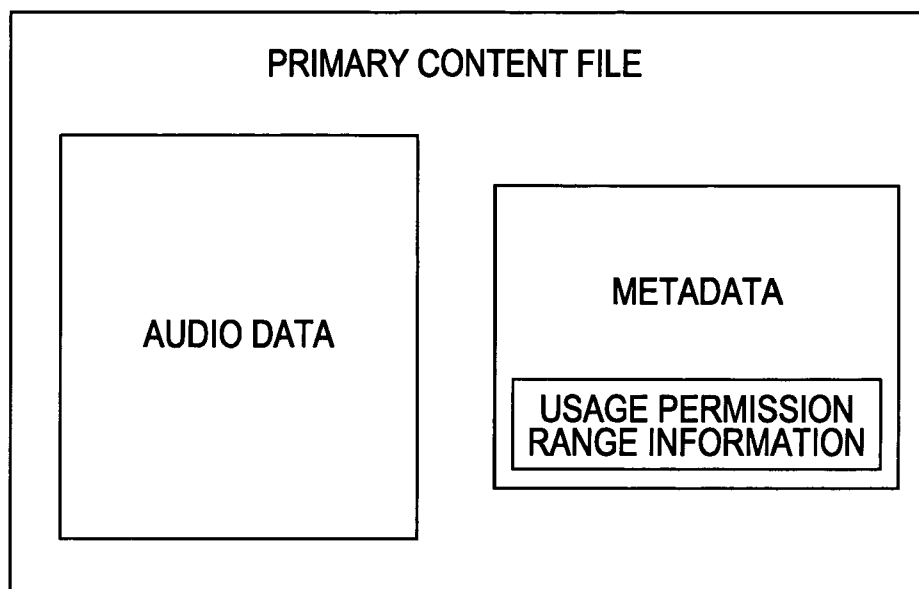 PRIMARY CONTENT FILE
AUDIO DATA
METADATA
USAGE PERMISSION
RANGE INFORMATION